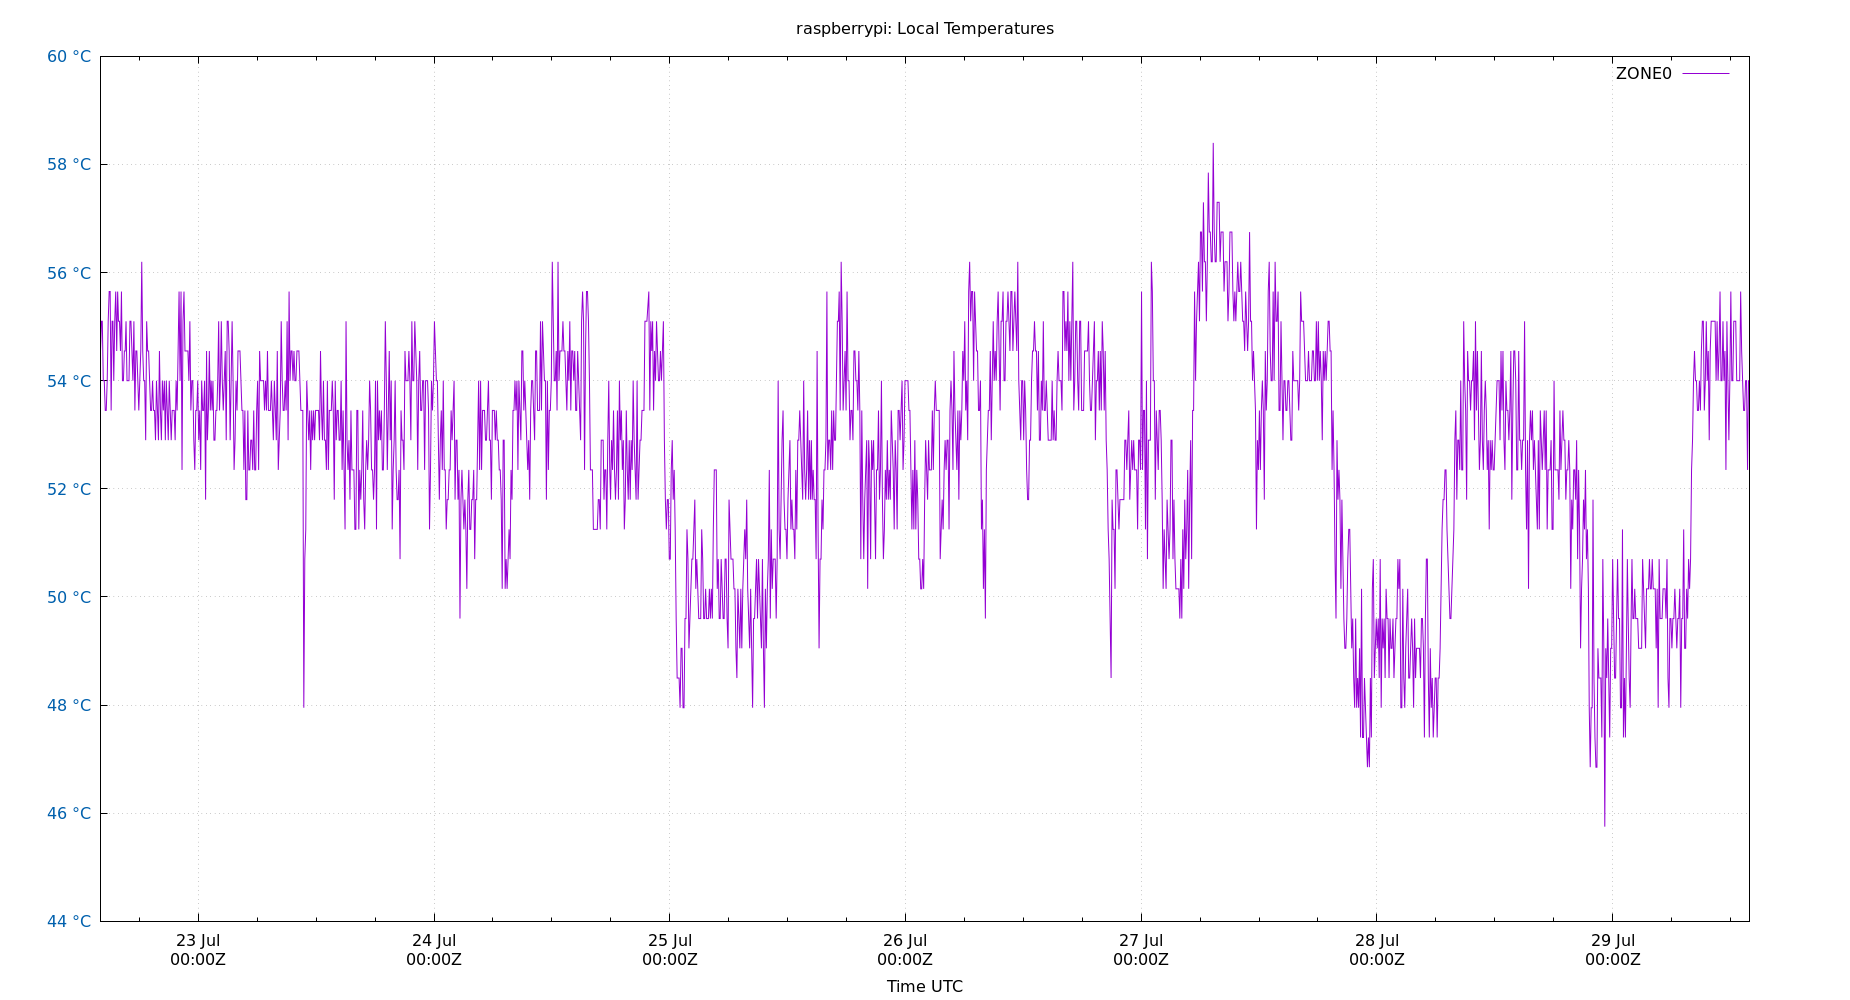 raspberrypi: Local Temperatures
60 °C
ZONE0
58 °C
56 °C
54 °C
52 °C
50 °C
48 °C
46 °C
44 °C
23 Jul 24 Jul 25 Jul 26 Jul 27 Jul 28 Jul 29 Jul
00:00Z 00:00Z 00:00Z 00:00Z 00:00Z 00:00Z 00:00Z
Time UTC